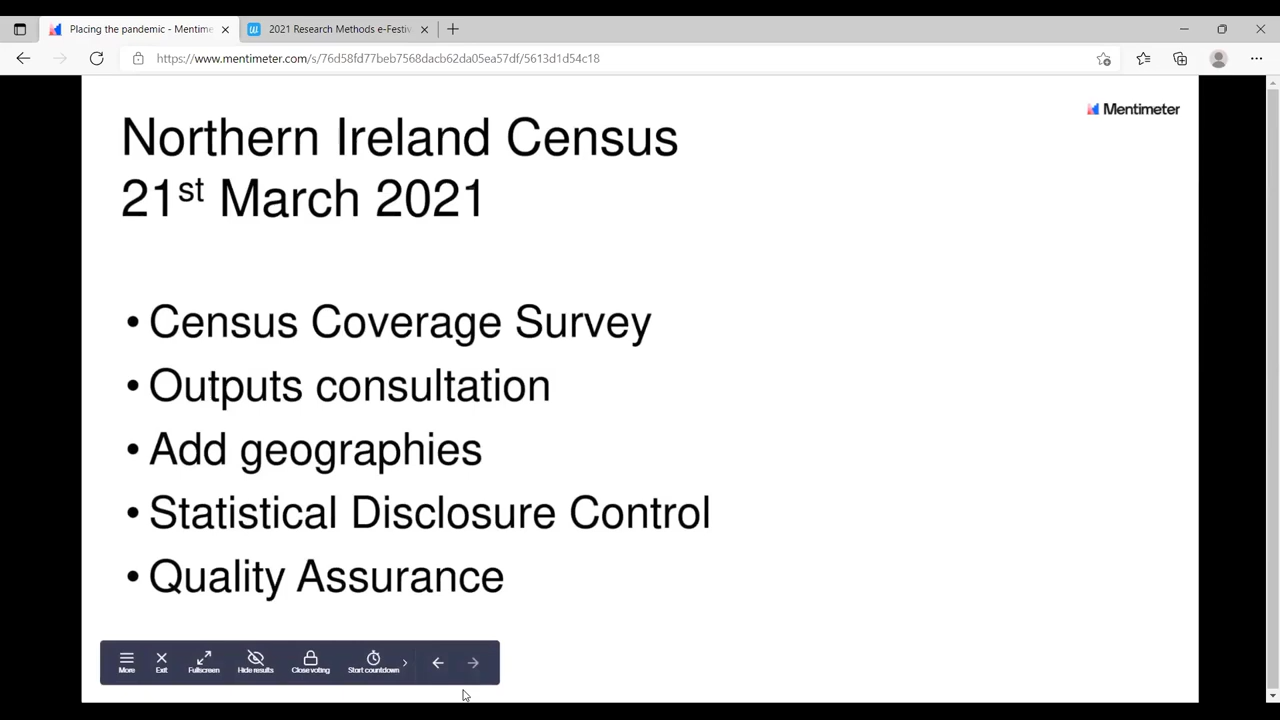 Placing the pandemic - Mentime
2021 Research Methods e-Festiv
https://www.mentimeter.com/s/76d58fd77beb7568dacb62da05ea57df/5613d1d54c18
Mentimeter
Northern Ireland Census
21st March 2021
• Census Coverage Survey
• Outputs consultation
• Add geographies
• Statistical Disclosure Control
• Quality Assurance
More Exit Fullscreen Hide results Close voting Start countdown